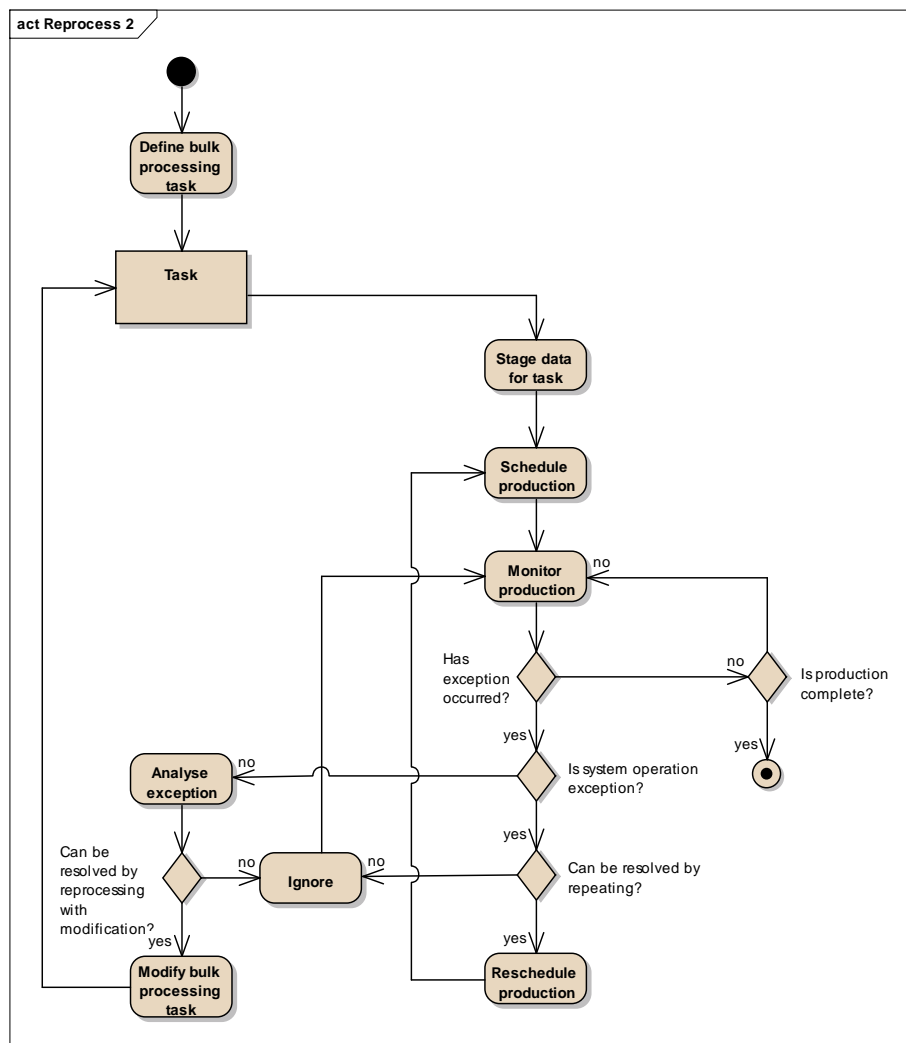 act Reprocess 2
Define bulk
processing
task
Task
Stage data
for task
Schedule
production
Monitor
production
no
Has
exception
occurred?
no
Is production
complete?
yes
yes
Analyse
exception
no
Is system operation
exception?
yes
Can be
resolved by
reprocessing
with
modification?
no
Ignore
no
Can be resolved by
repeating?
yes
yes
Modify bulk
processing
task
Reschedule
production